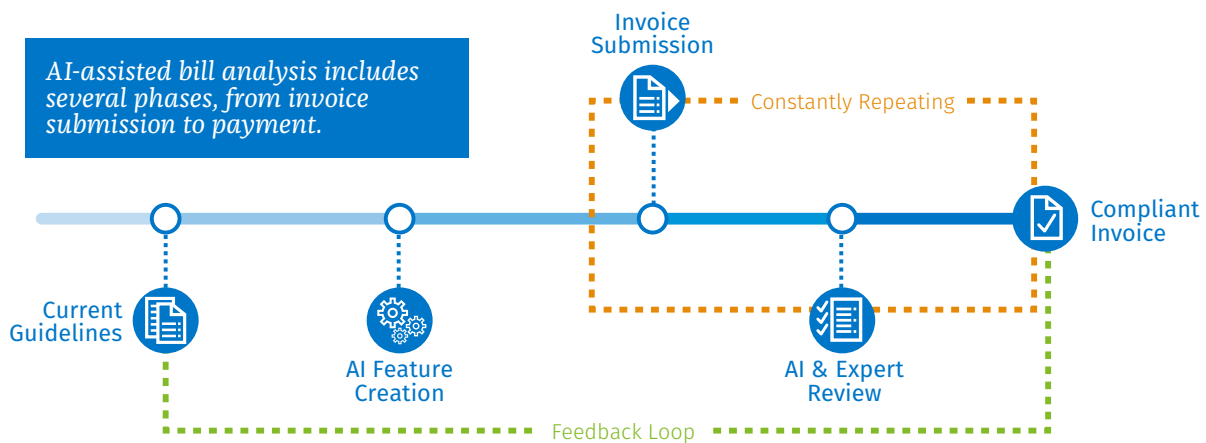 AI-assisted bill analysis includes
several phases, from invoice
submission to payment.
Invoice
Submission
Constantly Repeating
Compliant
Invoice
Current
Guidelines
AI Feature
Creation
AI & Expert
Review
Feedback Loop